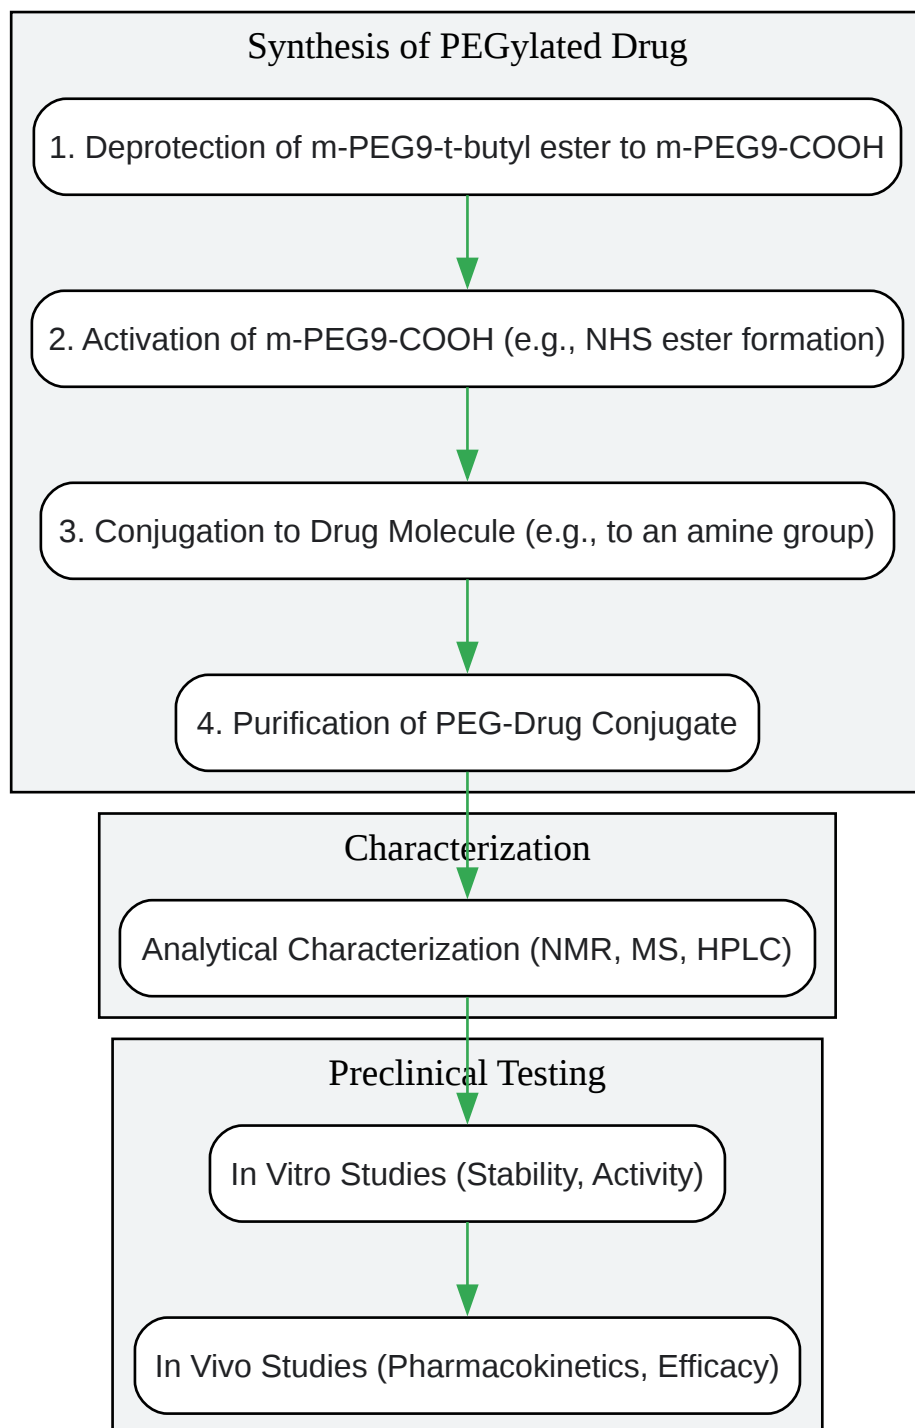 Synthesis of PEGylated Drug
1. Deprotection of m-PEG9-t-butyl ester to m-PEG9-COOH
2. Activation of m-PEG9-COOH (e.g., NHS ester formation)
3. Conjugation to Drug Molecule (e.g., to an amine group)
4. Purification of PEG-Drug Conjugate
Characterization
Analytical Characterization (NMR, MS, HPLC)
Preclinical Testing
In Vitro Studies (Stability, Activity)
In Vivo Studies (Pharmacokinetics, Efficacy)